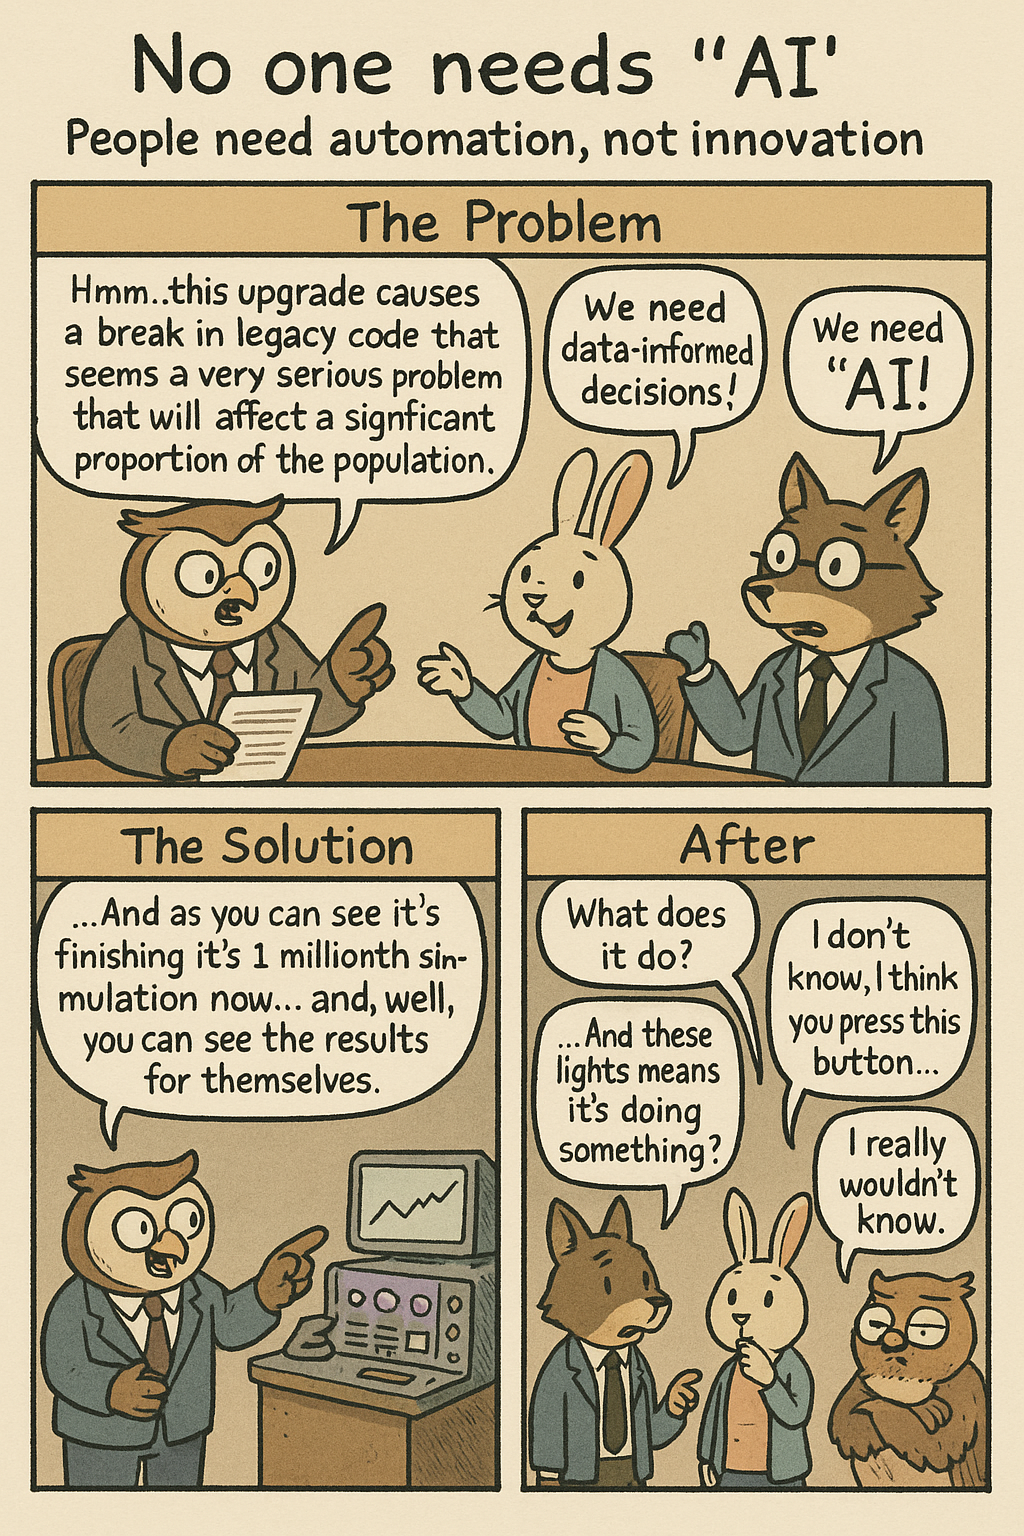 No one needs “AI'
People need automation, not innovation
The Problem
Hmm..this upgrade causes
a break in legacy code that
seems a very serious problem
that will affect a signficant
proportion of the population.
We need
data-informed
decisions!
We need
“AI!
The Solution
...And as you can see it's
finishing it's 1 millionth sin-
mulation now... and, well,
you can see the results
for themselves.
After
What does
it do?
I don't
know, I think
you press this
button...
...And these
lights means
it's doing
something?
I really
wouldn't
know.